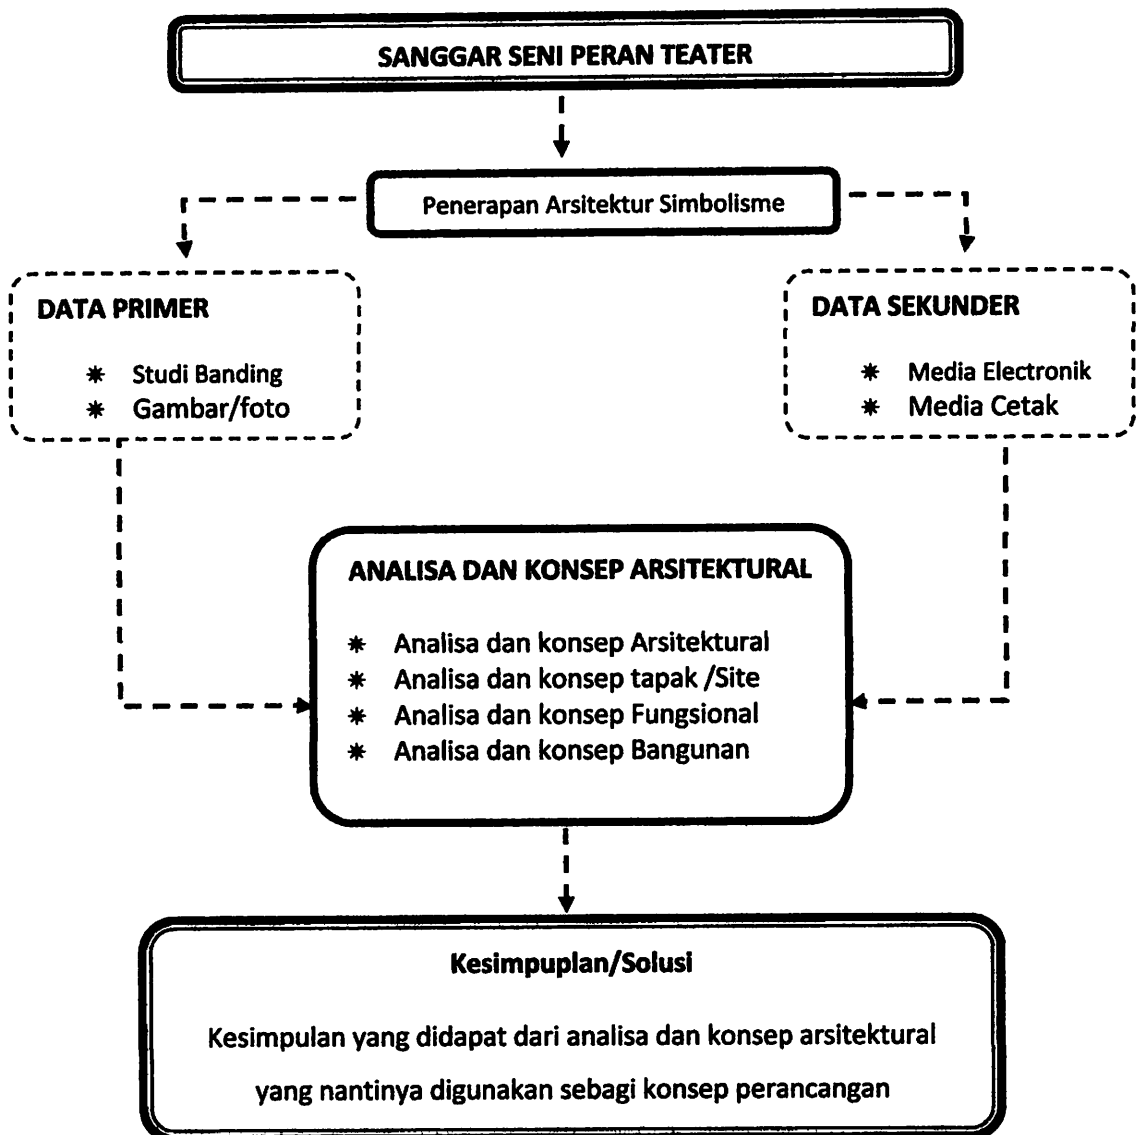 SANGGAR SENI PERAN TEATER
Penerapan Arsitektur Simbolisme
DATA PRIMER
✷ Studi Banding
✷ Gambar/foto
DATA SEKUNDER
✷ Media Electronik
✷ Media Cetak
ANALISA DAN KONSEP ARSITEKTURAL
✷ Analisa dan konsep Arsitektural
✷ Analisa dan konsep tapak /Site
✷ Analisa dan konsep Fungsional
✷ Analisa dan konsep Bangunan
Kesimpuplan/Solusi
Kesimpulan yang didapat dari analisa dan konsep arsitektural
yang nantinya digunakan sebagi konsep perancangan